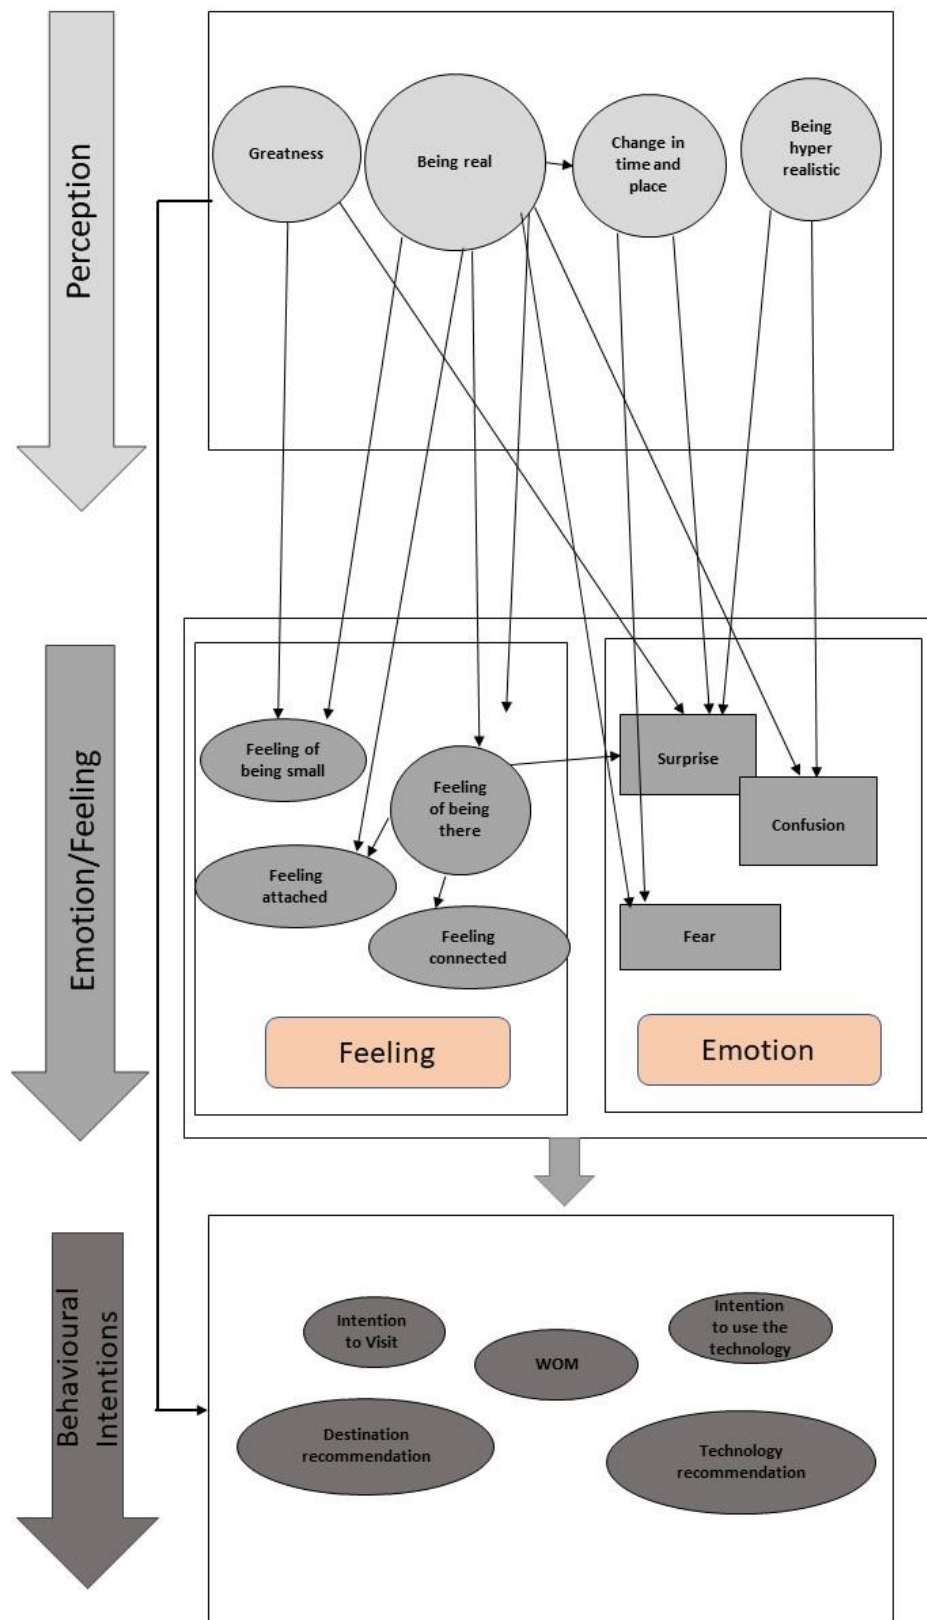 Perception
Greatness
Being real
Change in
time and
place
Being
hyper
realistic
Emotion/Feeling
Feeling of
being small
Feeling
of being
there
Feeling
attached
Feeling
connected
Surprise
Confusion
Fear
Feeling
Emotion
Behavioural
Intentions
Intention
to Visit
WOM
Intention
to use the
technology
Destination
recommendation
Technology
recommendation